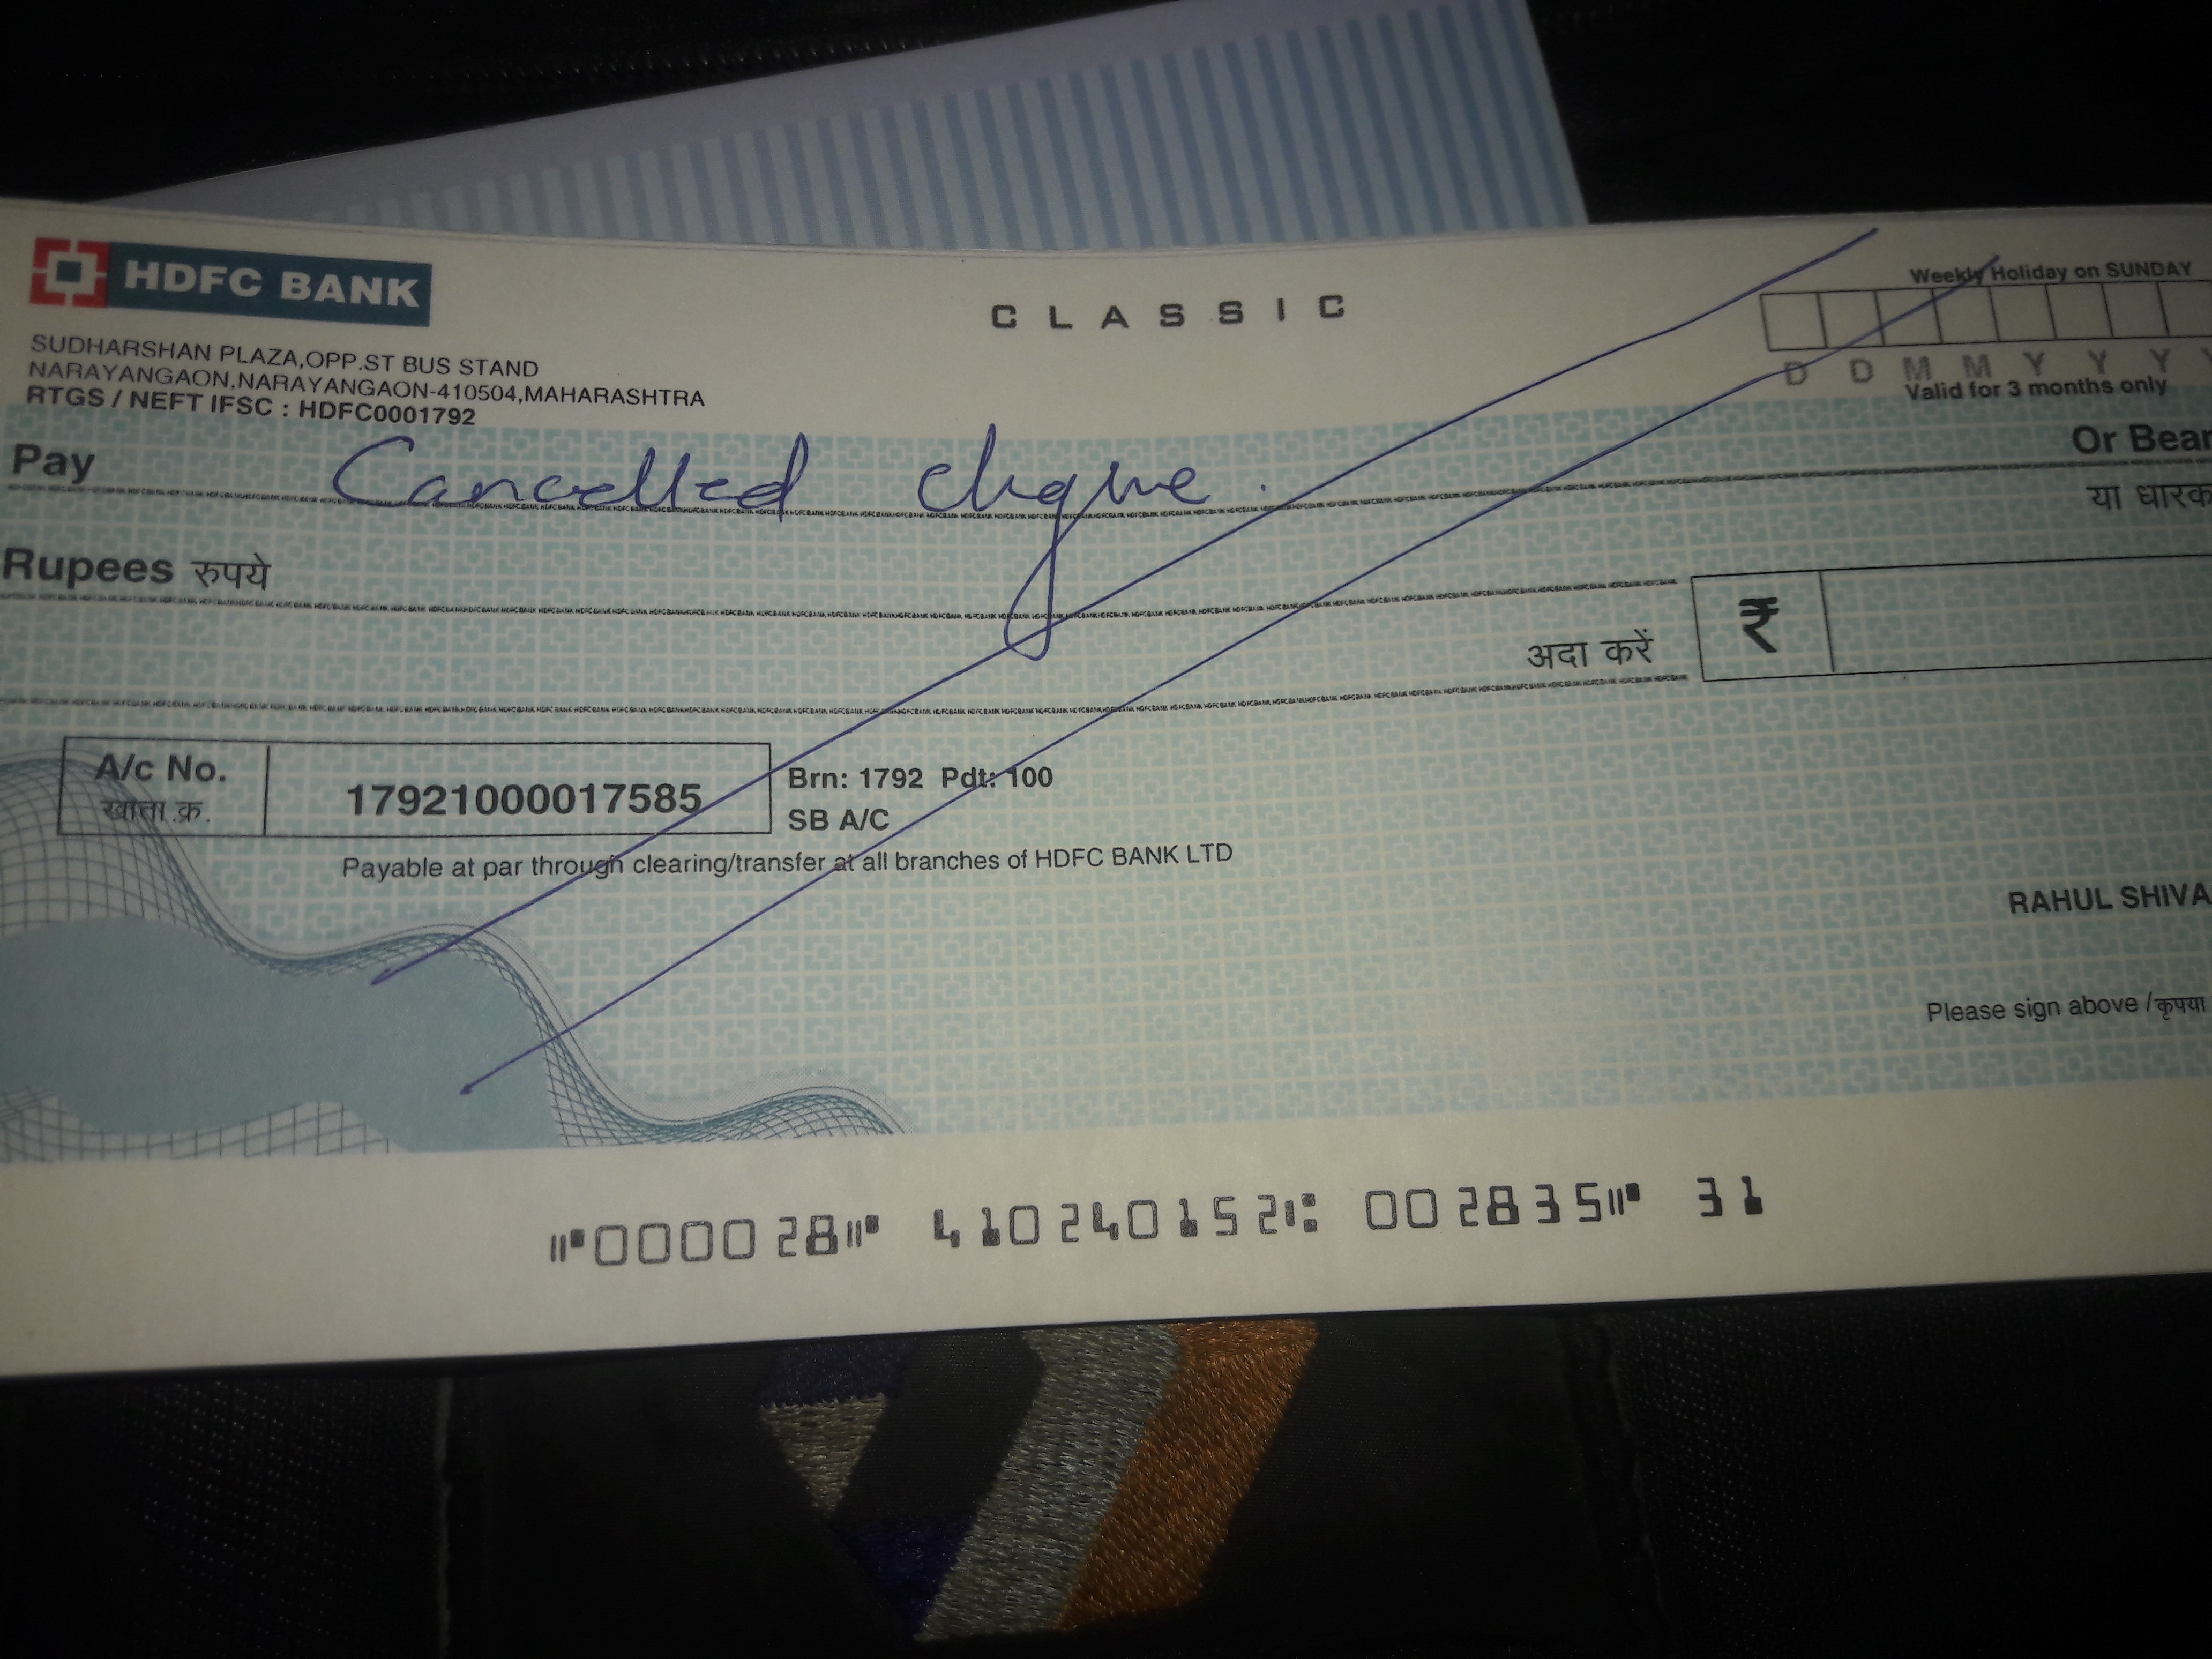 HDFC BANK
CLASSIC
Weekly Holiday on SUNDAY
SUDHARSHAN PLAZA,OPP.ST BUS STAND
NARAYANGAON,NARAYANGAON-410504,MAHARASHTRA
RTGS / NEFT IFSC : HDFC0001792
D D M M Y Y Y
Valid for 3 months only
Pay Cancelled cheque.
Or Bear
या धारक
Rupees रुपये
अदा करें ₹
A/c No.
खाता क्र.
17921000017585
Brn: 1792 Pdt: 100
SB A/C
Payable at par through clearing/transfer at all branches of HDFC BANK LTD
RAHUL SHIVA
Please sign above / कृपया
⑈000028⑈ 410240152⑆ 002835⑈ 31